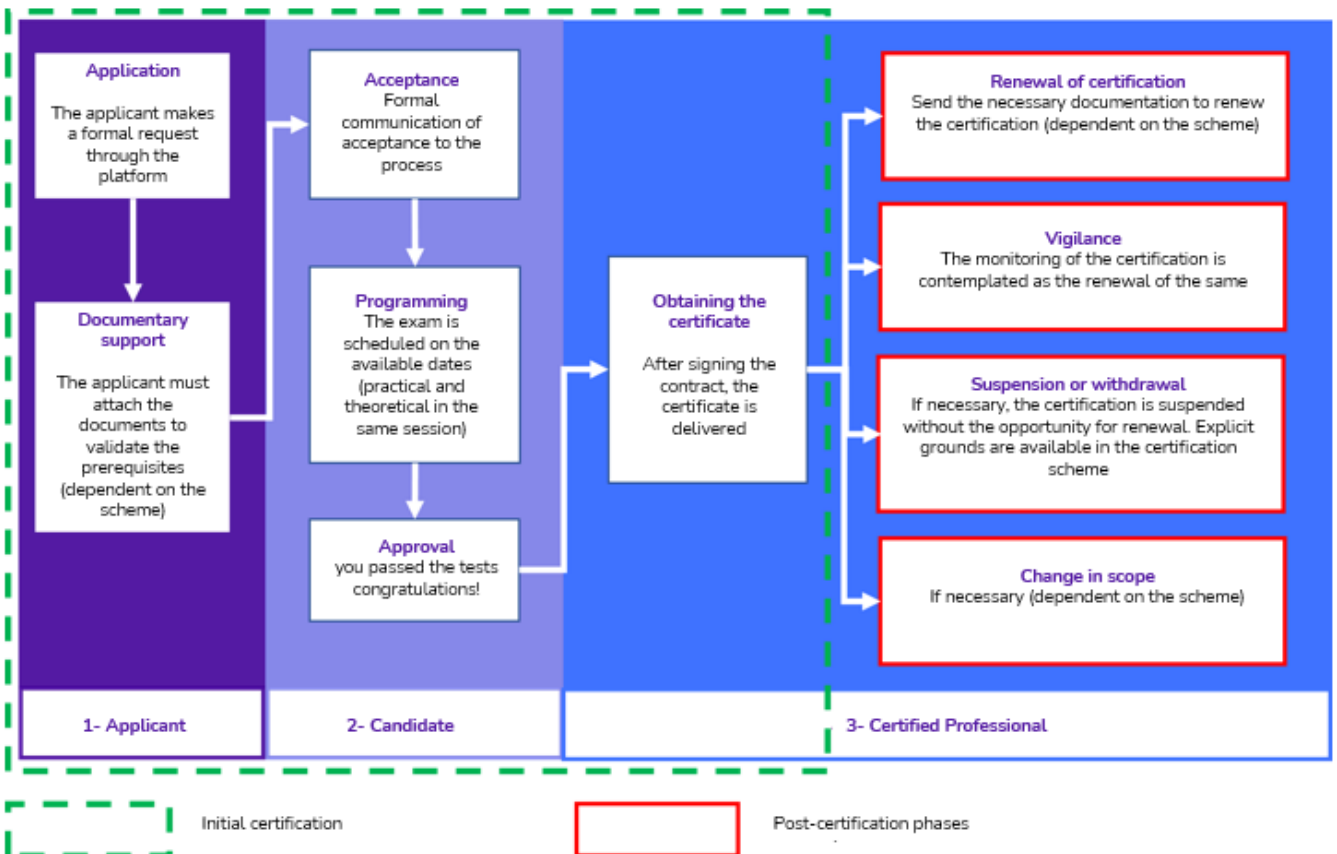 Application
The applicant makes
a formal request
through the
platform
Documentary
support
The applicant must
attach the
documents to
validate the
prerequisites
(dependent on the
scheme)
1- Applicant
Acceptance
Formal
communication of
acceptance to the
process
Programming
The exam is
scheduled on the
available dates
(practical and
theoretical in the
same session)
Approval
you passed the tests
congratulations!
2- Candidate
Obtaining the
certificate
After signing the
contract, the
certificate is
delivered
Renewal of certification
Send the necessary documentation to renew
the certification (dependent on the scheme)
Vigilance
The monitoring of the certification is
contemplated as the renewal of the same
Suspension or withdrawal
If necessary, the certification is suspended
without the opportunity for renewal. Explicit
grounds are available in the certification
scheme
Change in scope
If necessary (dependent on the scheme)
3- Certified Professional
Initial certification
Post-certification phases